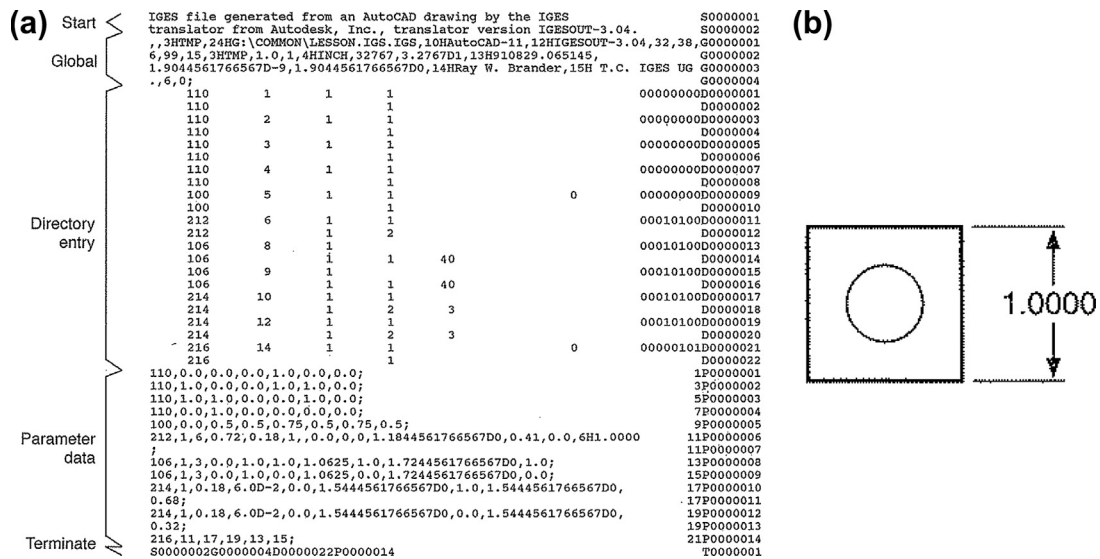 (a)
(b)
Start
Global
Directory
entry
Parameter
data
Terminate
IGES file generated from an AutoCAD drawing by the IGES S0000001
translator from Autodesk, Inc., translator version IGESOUT-3.04. S0000002
,,3HTMP,24HG:\COMMON\LESSON.IGS.IGS,10HAutoCAD-11,12HIGESOUT-3.04,32,38,G0000001
6,99,15,3HTMP,1.0,1,4HINCH,32767,3.2767D1,13H910829.065145, G0000002
1.9044561766567D-9,1.9044561766567D0,14HRay W. Brander,15H T.C. IGES UG G0000003
.,6,0; G0000004
110 1 1 1 00000000D0000001
110 1 D0000002
110 2 1 1 00000000D0000003
110 1 D0000004
110 3 1 1 00000000D0000005
110 1 D0000006
110 4 1 1 00000000D0000007
110 1 D0000008
100 5 1 1 0 00000000D0000009
100 1 D0000010
212 6 1 1 00010100D0000011
212 1 2 D0000012
106 8 1 00010100D0000013
106 1 1 40 D0000014
106 9 1 00010100D0000015
106 1 1 40 D0000016
214 10 1 1 00010100D0000017
214 1 2 3 D0000018
214 12 1 1 00010100D0000019
214 1 2 3 D0000020
216 14 1 1 0 00000101D0000021
216 1 D0000022
110,0.0,0.0,0.0,1.0,0.0,0.0; 1P0000001
110,1.0,0.0,0.0,1.0,1.0,0.0; 3P0000002
110,1.0,1.0,0.0,0.0,1.0,0.0; 5P0000003
110,0.0,1.0,0.0,0.0,0.0,0.0; 7P0000004
100,0.0,0.5,0.5,0.75,0.5,0.75,0.5; 9P0000005
212,1,6,0.72,0.18,1,,0.0,0,0,1.1844561766567D0,0.41,0.0,6H1.0000 11P0000006
; 11P0000007
106,1,3,0.0,1.0,1.0,1.0625,1.0,1.7244561766567D0,1.0; 13P0000008
106,1,3,0.0,1.0,0.0,1.0625,0.0,1.7244561766567D0,0.0; 15P0000009
214,1,0.18,6.0D-2,0.0,1.5444561766567D0,1.0,1.5444561766567D0, 17P0000010
0.68; 17P0000011
214,1,0.18,6.0D-2,0.0,1.5444561766567D0,0.0,1.5444561766567D0, 19P0000012
0.32; 19P0000013
216,11,17,19,13,15; 21P0000014
S0000002G0000004D0000022P0000014 T0000001
1.0000